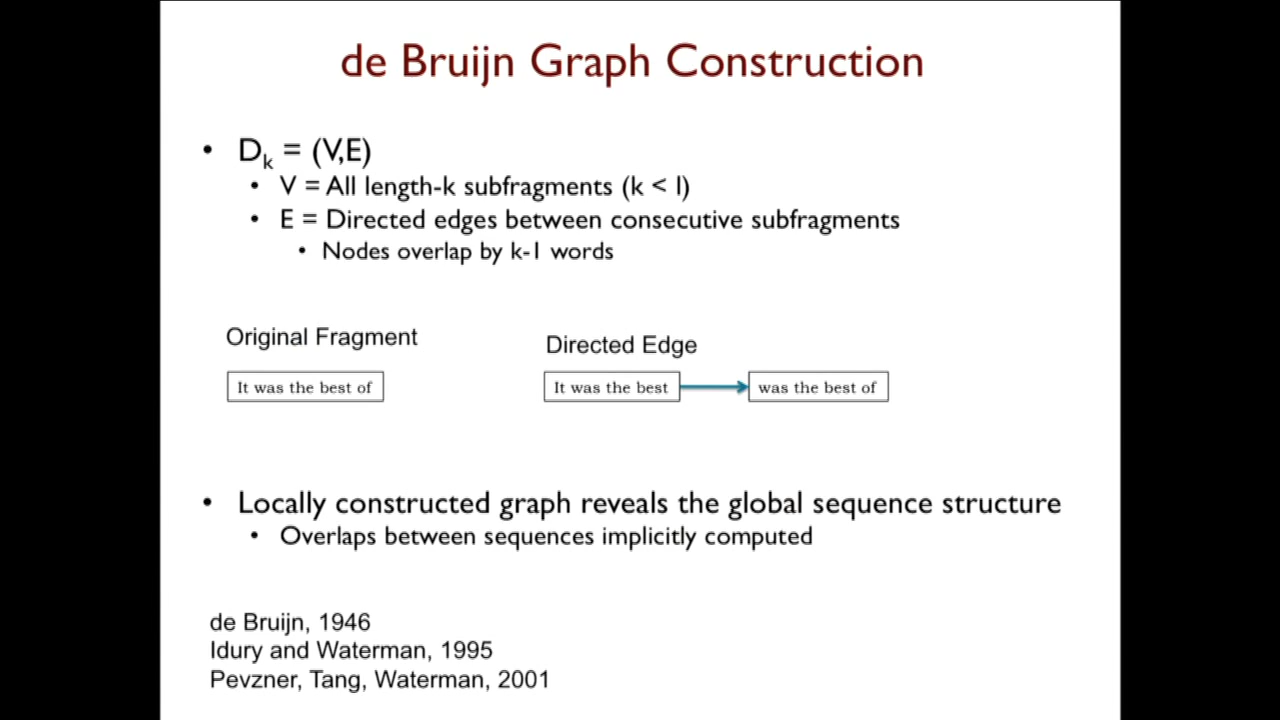 de Bruijn Graph Construction
• Dk = (V,E)
• V = All length-k subfragments (k < l)
• E = Directed edges between consecutive subfragments
• Nodes overlap by k-1 words
Original Fragment
Directed Edge
It was the best of
It was the best
was the best of
• Locally constructed graph reveals the global sequence structure
• Overlaps between sequences implicitly computed
de Bruijn, 1946
Idury and Waterman, 1995
Pevzner, Tang, Waterman, 2001